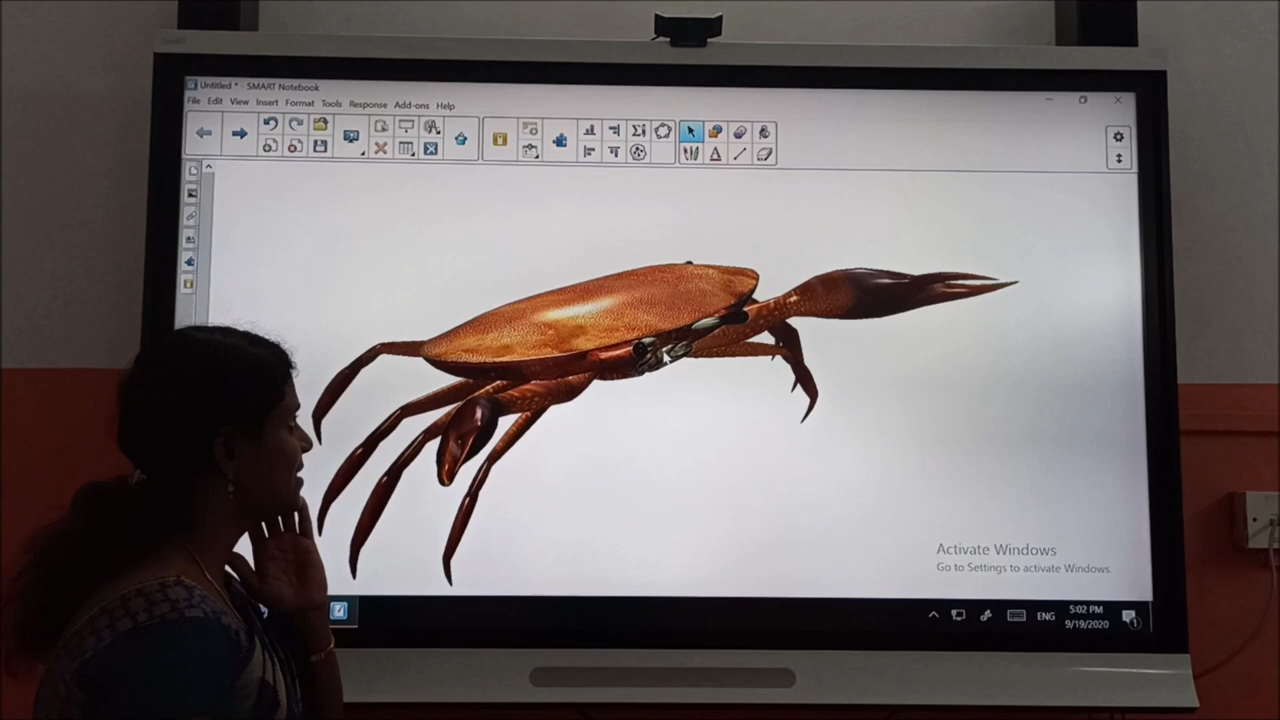 Untitled * - SMART Notebook
File Edit View Insert Format Tools Response Add-ons Help
Activate Windows
Go to Settings to activate Windows.
ENG
5:02 PM
9/19/2020
1